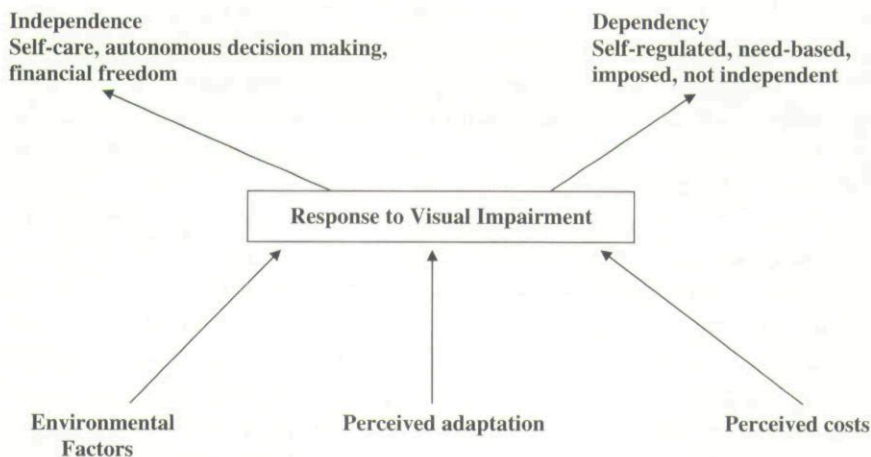 Independence
Self-care, autonomous decision making,
financial freedom
Dependency
Self-regulated, need-based,
imposed, not independent
Response to Visual Impairment
Environmental
Factors
Perceived adaptation
Perceived costs